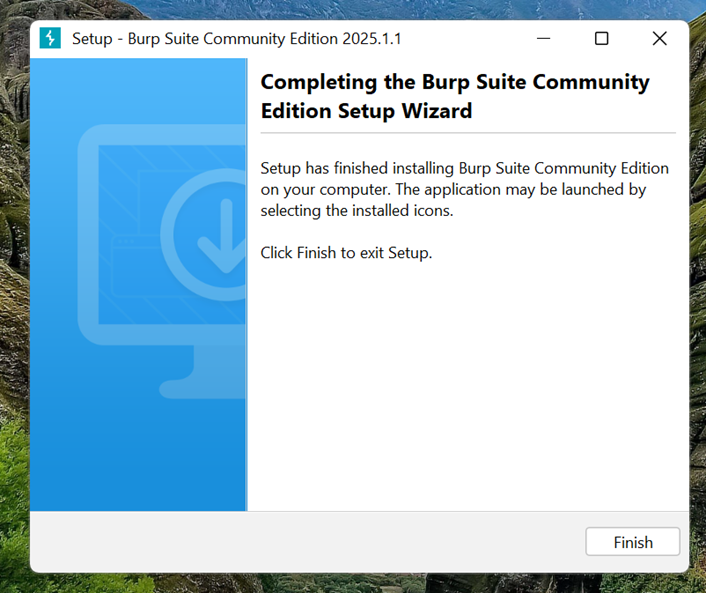 Setup - Burp Suite Community Edition 2025.1.1
Completing the Burp Suite Community
Edition Setup Wizard
Setup has finished installing Burp Suite Community Edition
on your computer. The application may be launched by
selecting the installed icons.
Click Finish to exit Setup.
Finish